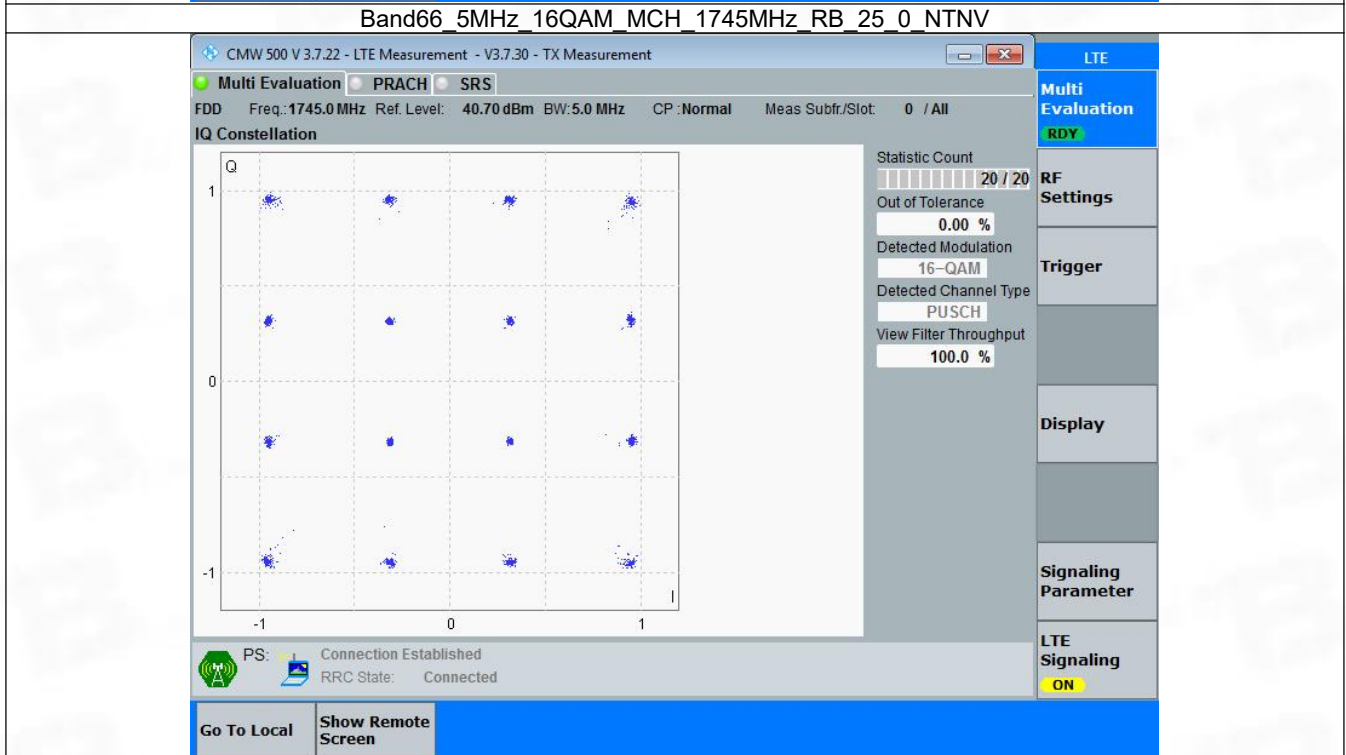 Band66_5MHz_16QAM_MCH_1745MHz_RB_25_0_NTNV
CMW 500 V 3.7.22 - LTE Measurement - V3.7.30 - TX Measurement
LTE
Multi Evaluation PRACH SRS
FDD Freq.:1745.0 MHz Ref. Level: 40.70 dBm BW:5.0 MHz CP :Normal Meas Subfr./Slot: 0 / All
IQ Constellation
Multi
Evaluation
RDY
Q
1
0
-1
-1 0 1
I
Statistic Count
20 / 20
Out of Tolerance
0.00 %
Detected Modulation
16-QAM
Detected Channel Type
PUSCH
View Filter Throughput
100.0 %
RF
Settings
Trigger
Display
Signaling
Parameter
LTE
Signaling
ON
PS: Connection Established
RRC State: Connected
Go To Local
Show Remote
Screen